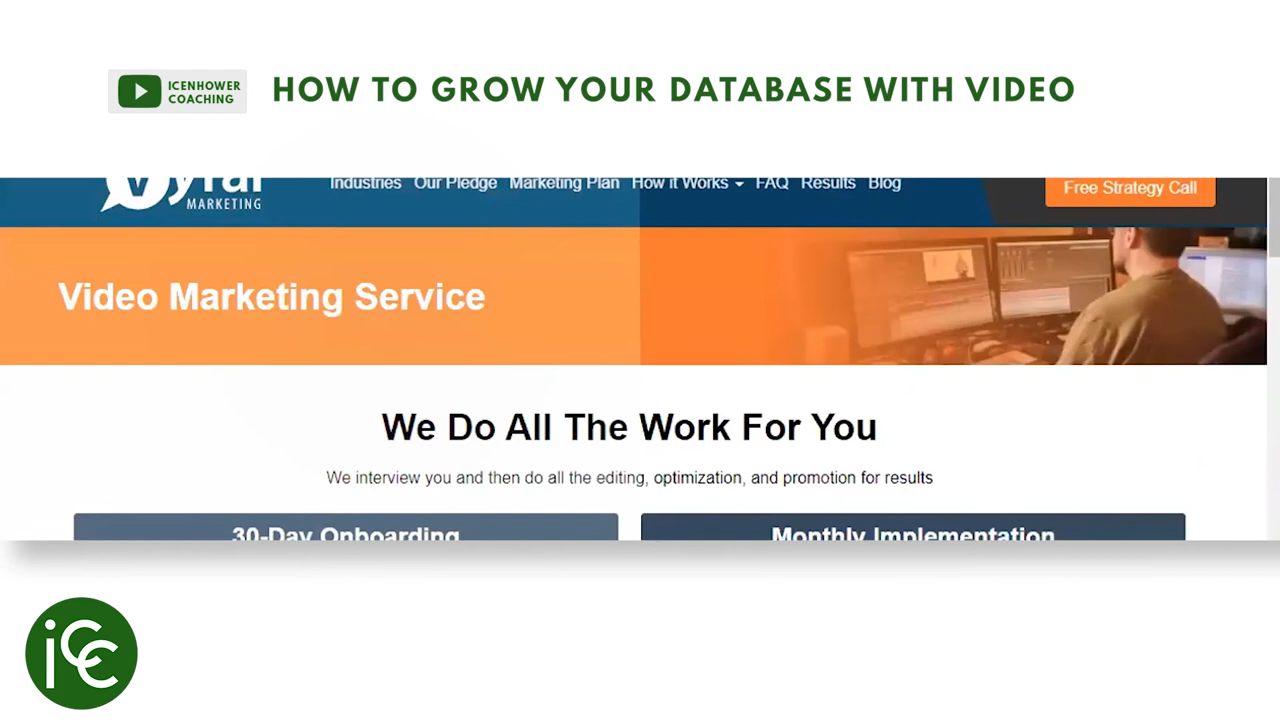 ICENHOWER
COACHING
HOW TO GROW YOUR DATABASE WITH VIDEO
Vyral
MARKETING
Industries Our Pledge Marketing Plan How it Works FAQ Results Blog
Free Strategy Call
Video Marketing Service
We Do All The Work For You
We interview you and then do all the editing, optimization, and promotion for results
30-Day Onboarding
Monthly Implementation
iCC